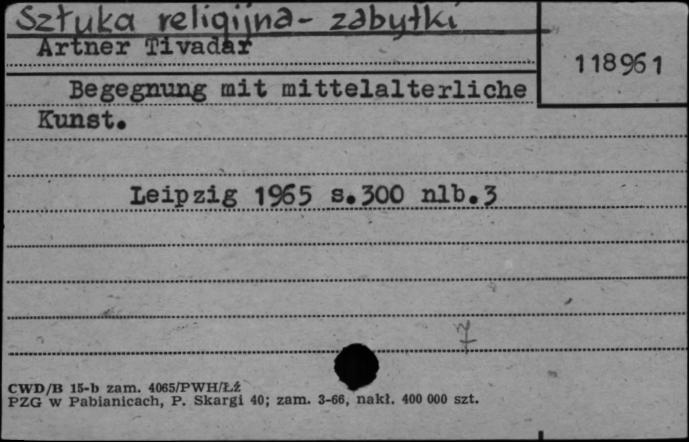 Sztuka religijna - zabytki
Artner Tivadar
118961
Begegnung mit mittelalterliche
Kunst.
Leipzig 1965 s.300 nlb.3
CWD/B 15-b zam. 4065/PWH/Łź
PZG w Pabianicach, P. Skargi 40; zam. 3-66, nakł. 400 000 szt.